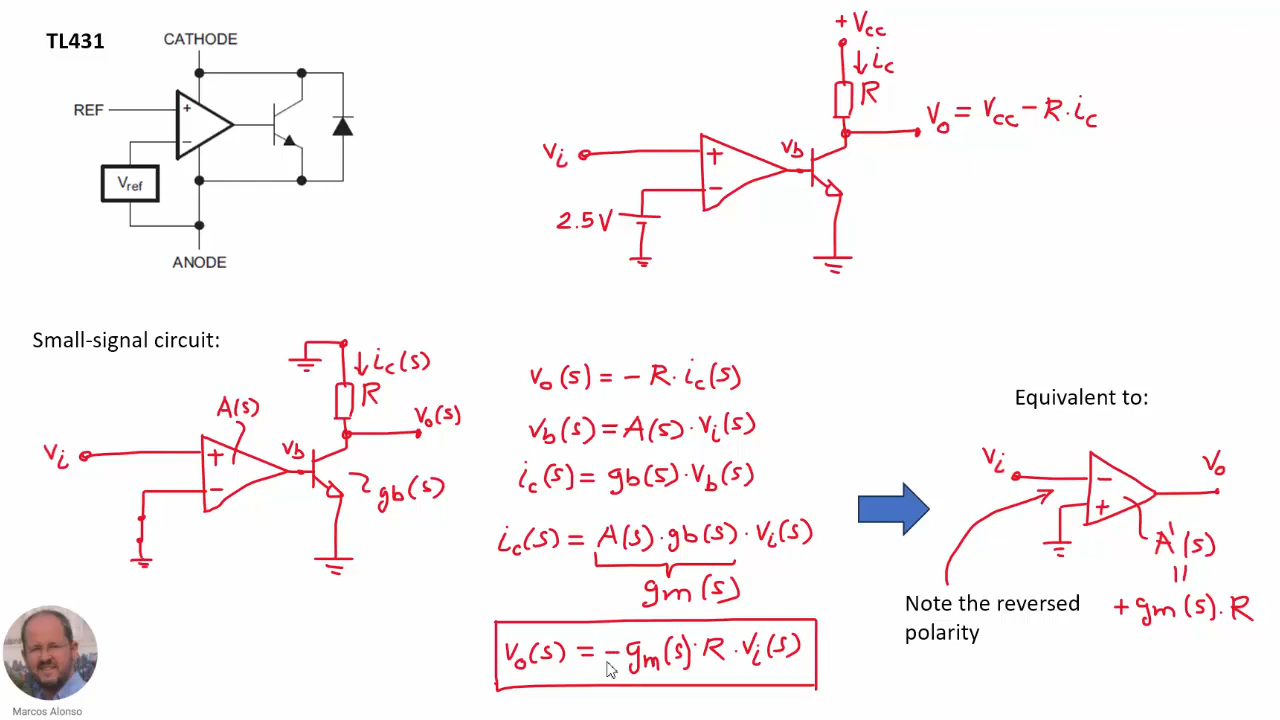 TL431
CATHODE
REF
+
−
Vref
ANODE
+Vcc
ic
R
Vo = Vcc − R·ic
Vi
+
−
Vb
2.5V
Small-signal circuit:
ic(s)
R
A(s)
Vo(s)
Vi
+
−
Vb
gb(s)
Vo(s) = − R·ic(s)
Vb(s) = A(s)·Vi(s)
ic(s) = gb(s)·Vb(s)
ic(s) = A(s)·gb(s)·Vi(s)
gm(s)
Vo(s) = −gm(s)·R·Vi(s)
Equivalent to:
Vi
−
+
Vo
A'(s)
=
+gm(s)·R
Note the reversed
polarity
Marcos Alonso